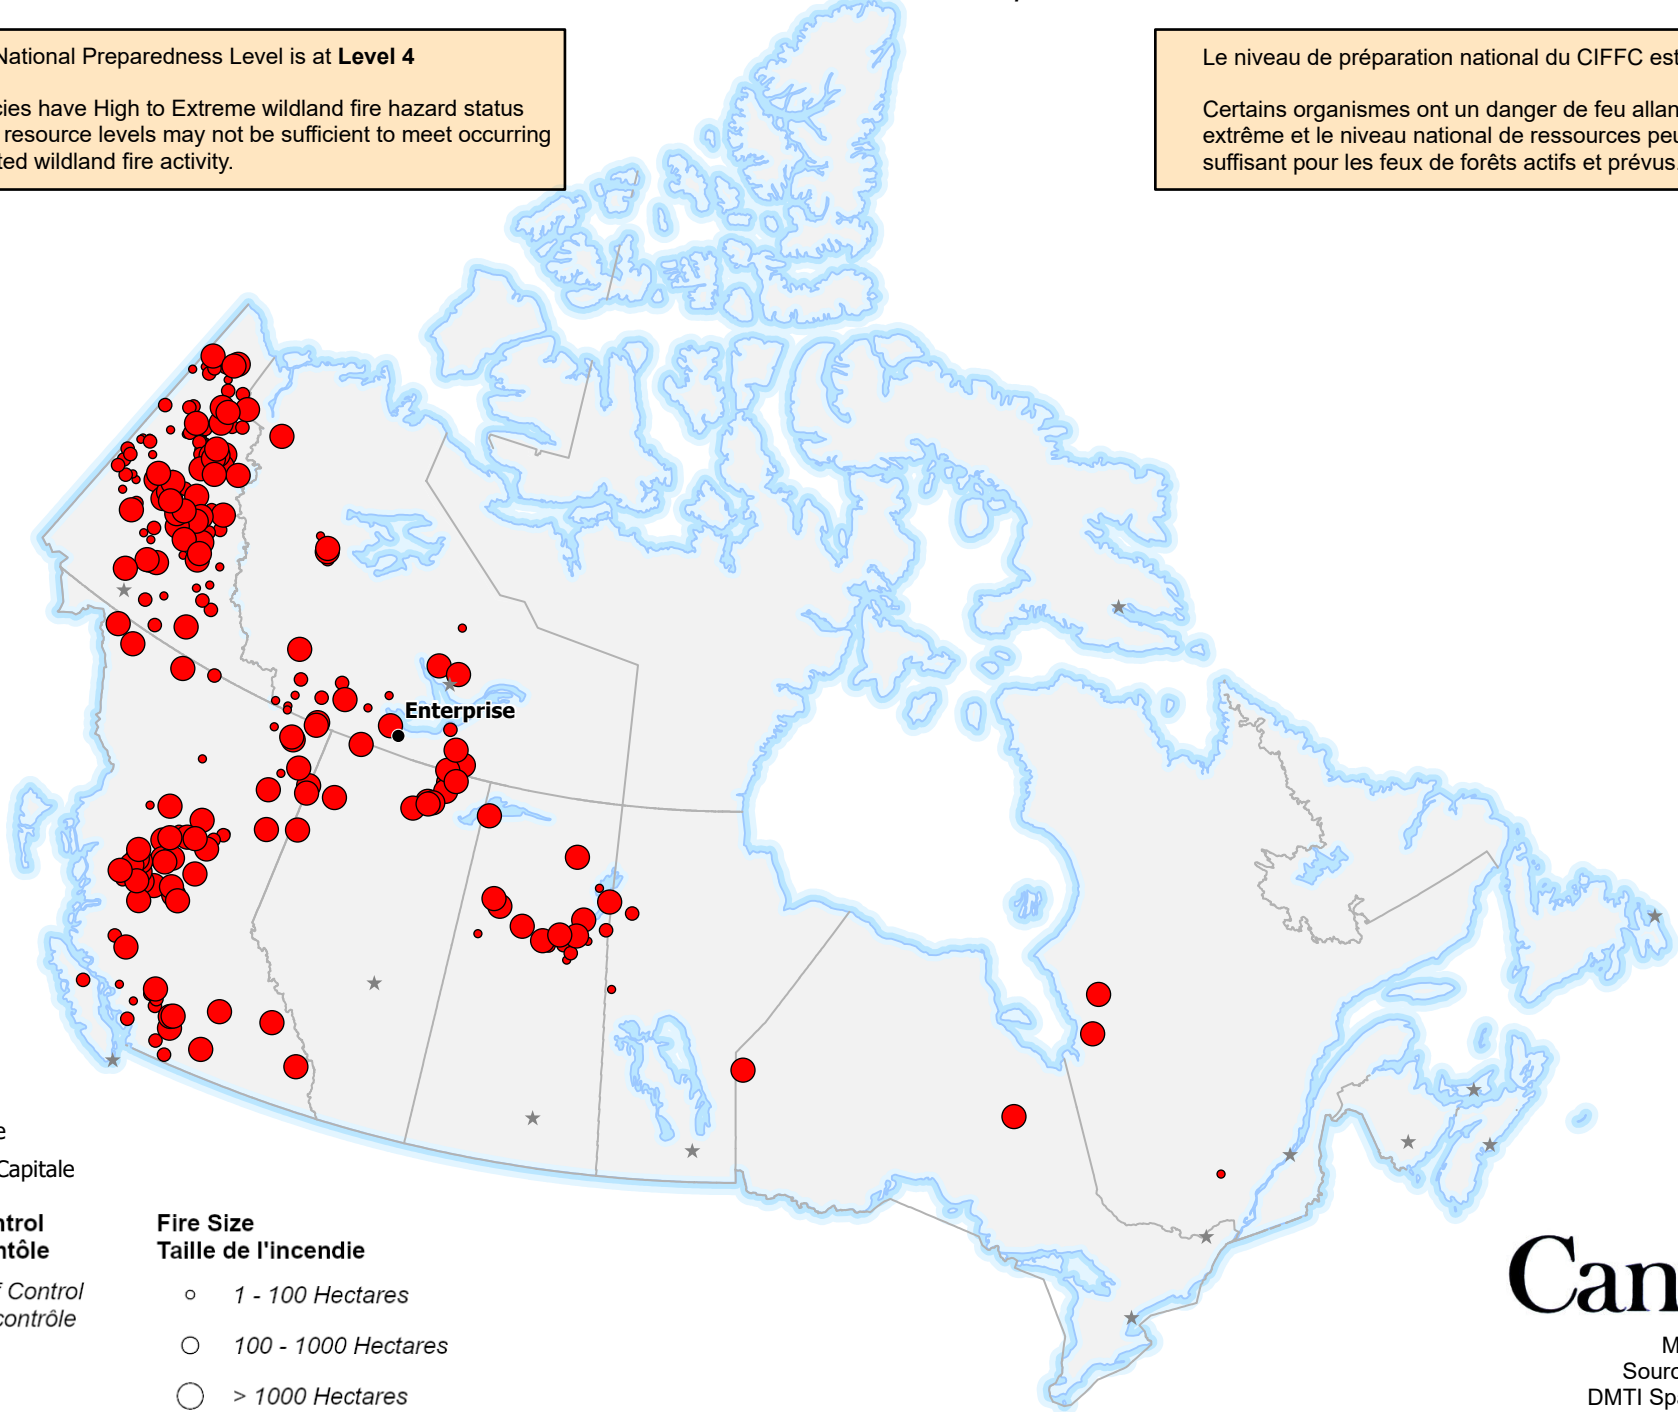 National Preparedness Level is at Level 4
cies have High to Extreme wildland fire hazard status
resource levels may not be sufficient to meet occurring
ted wildland fire activity.
Le niveau de préparation national du CIFFC est
Certains organismes ont un danger de feu allan
extrême et le niveau national de ressources peu
suffisant pour les feux de forêts actifs et prévus.
Enterprise
e
Capitale
ntrol
ntôle
f Control
contrôle
Fire Size
Taille de l'incendie
1 - 100 Hectares
100 - 1000 Hectares
> 1000 Hectares
Can
M
Sourc
DMTI Spa